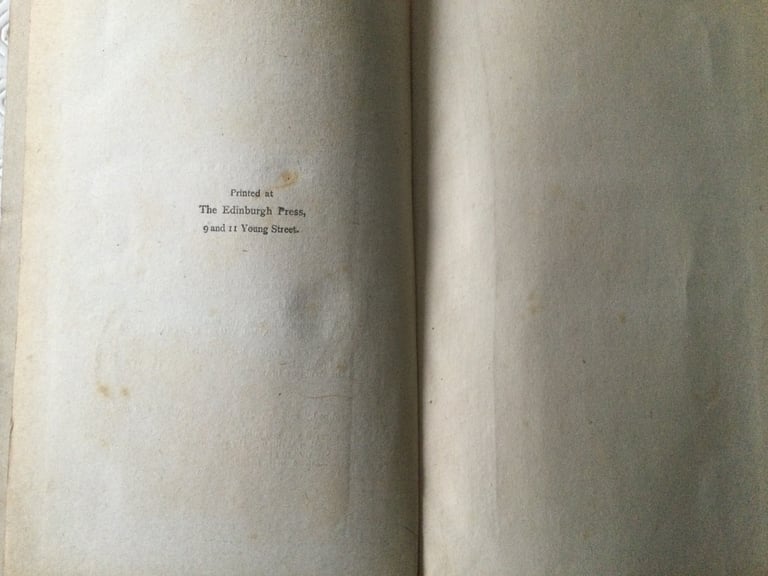 Printed at
The Edinburgh Press,
9 and 11 Young Street.